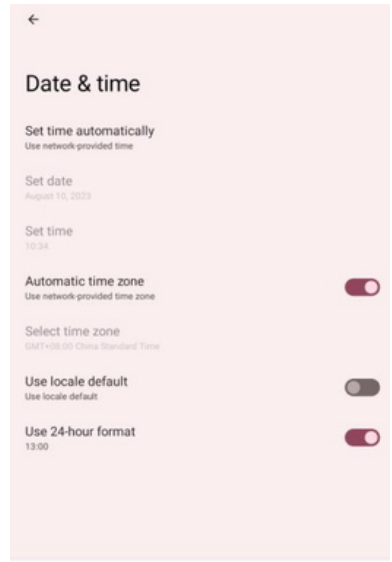 Date & time
Set time automatically
Use network-provided time
Set date
August 10, 2023
Set time
10:34
Automatic time zone
Use network-provided time zone
Select time zone
GMT+08:00 China Standard Time
Use locale default
Use locale default
Use 24-hour format
13:00